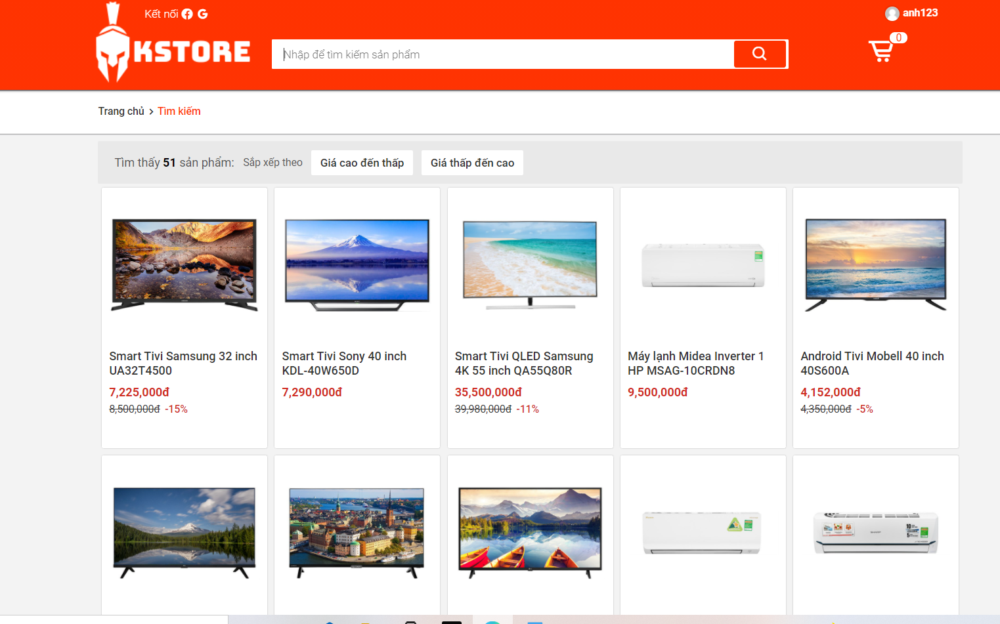 Kết nối
anh123
KSTORE
Nhập để tìm kiếm sản phẩm
0
Trang chủ › Tìm kiếm
Tìm thấy 51 sản phẩm: Sắp xếp theo Giá cao đến thấp Giá thấp đến cao
Smart Tivi Samsung 32 inch
UA32T4500
7,225,000đ
8,500,000đ -15%
Smart Tivi Sony 40 inch
KDL-40W650D
7,290,000đ
Smart Tivi QLED Samsung
4K 55 inch QA55Q80R
35,500,000đ
39,980,000đ -11%
Máy lạnh Midea Inverter 1
HP MSAG-10CRDN8
9,500,000đ
Android Tivi Mobell 40 inch
40S600A
4,152,000đ
4,350,000đ -5%